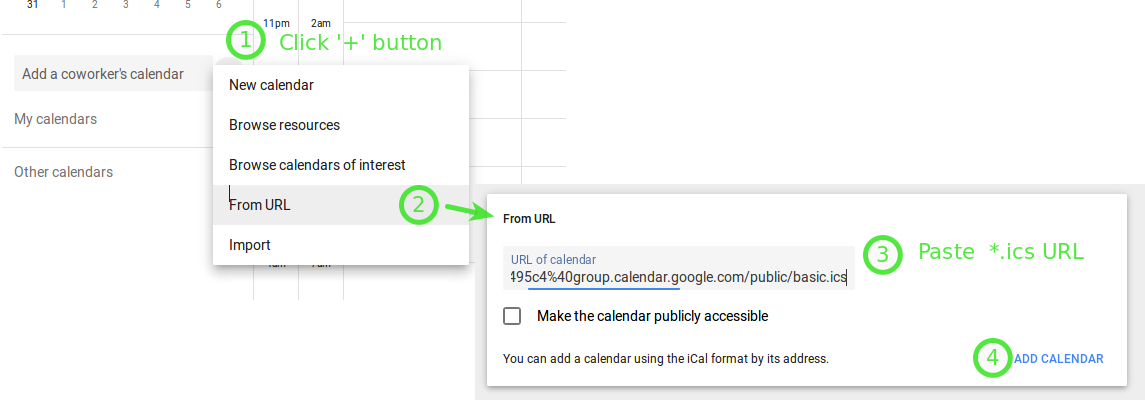 31 1 2 3 4 5 6
11pm 2am
1 Click '+' button
Add a coworker's calendar
New calendar
My calendars
Browse resources
Browse calendars of interest
Other calendars
From URL
2
Import
From URL
URL of calendar
495c4%40group.calendar.google.com/public/basic.ics
3 Paste *.ics URL
Make the calendar publicly accessible
You can add a calendar using the iCal format by its address.
4 ADD CALENDAR